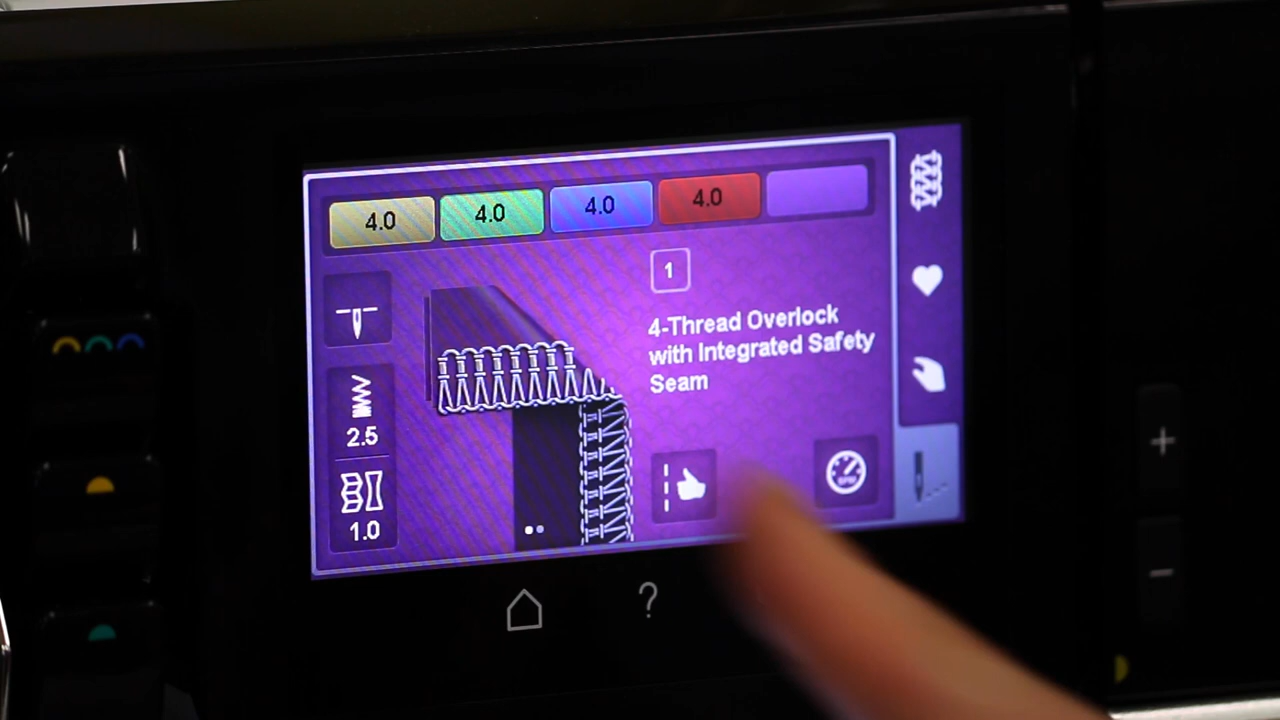 4.0 4.0 4.0 4.0
1
4-Thread Overlock
with Integrated Safety
Seam
2.5
1.0
?
+
-